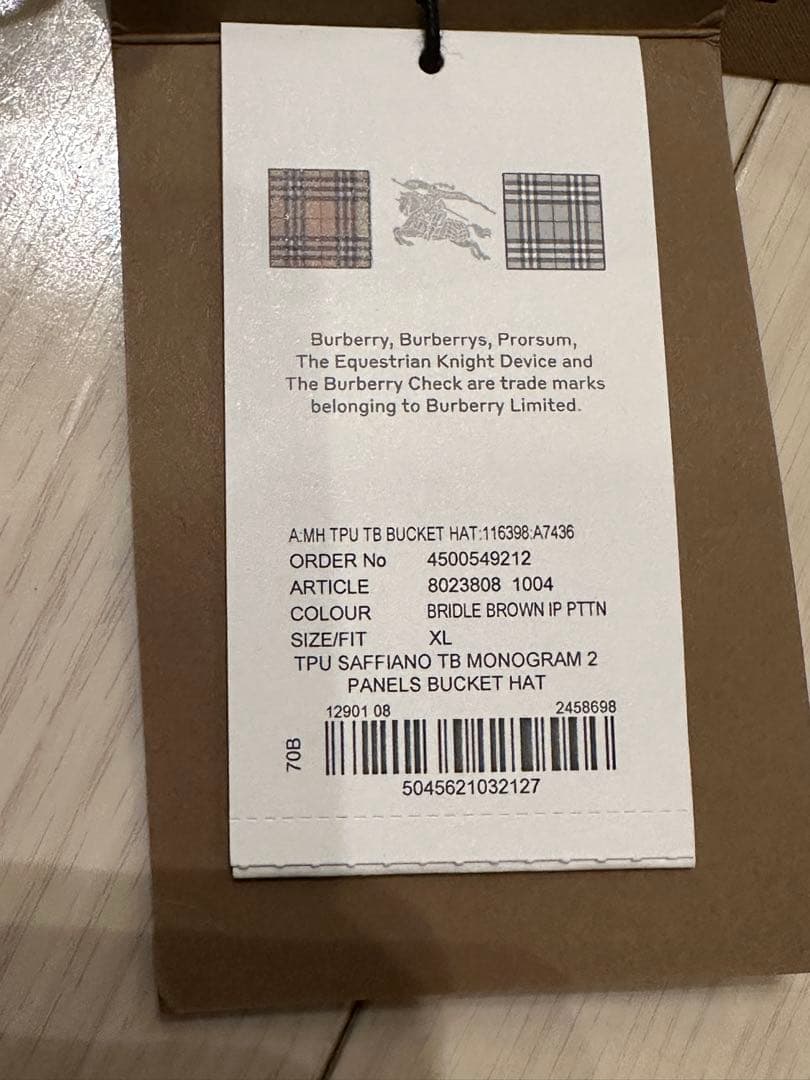 Burberry, Burberrys, Prorsum,
The Equestrian Knight Device and
The Burberry Check are trade marks
belonging to Burberry Limited.
A:MH TPU TB BUCKET HAT:116398:A7436
ORDER No 4500549212
ARTICLE 8023808 1004
COLOUR BRIDLE BROWN IP PTTN
SIZE/FIT XL
TPU SAFFIANO TB MONOGRAM 2
PANELS BUCKET HAT
12901 08 2458698
70B
5045621032127